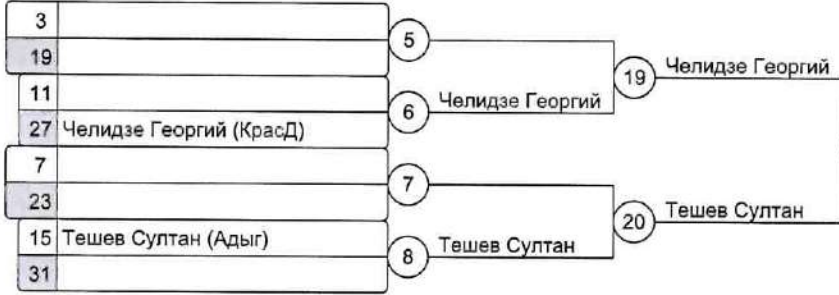 3
5
19
19 Челидзе Георгий
11
6 Челидзе Георгий
27 Челидзе Георгий (КрасД)
7
7
23
20 Тешев Султан
15 Тешев Султан (Адыг)
8 Тешев Султан
31